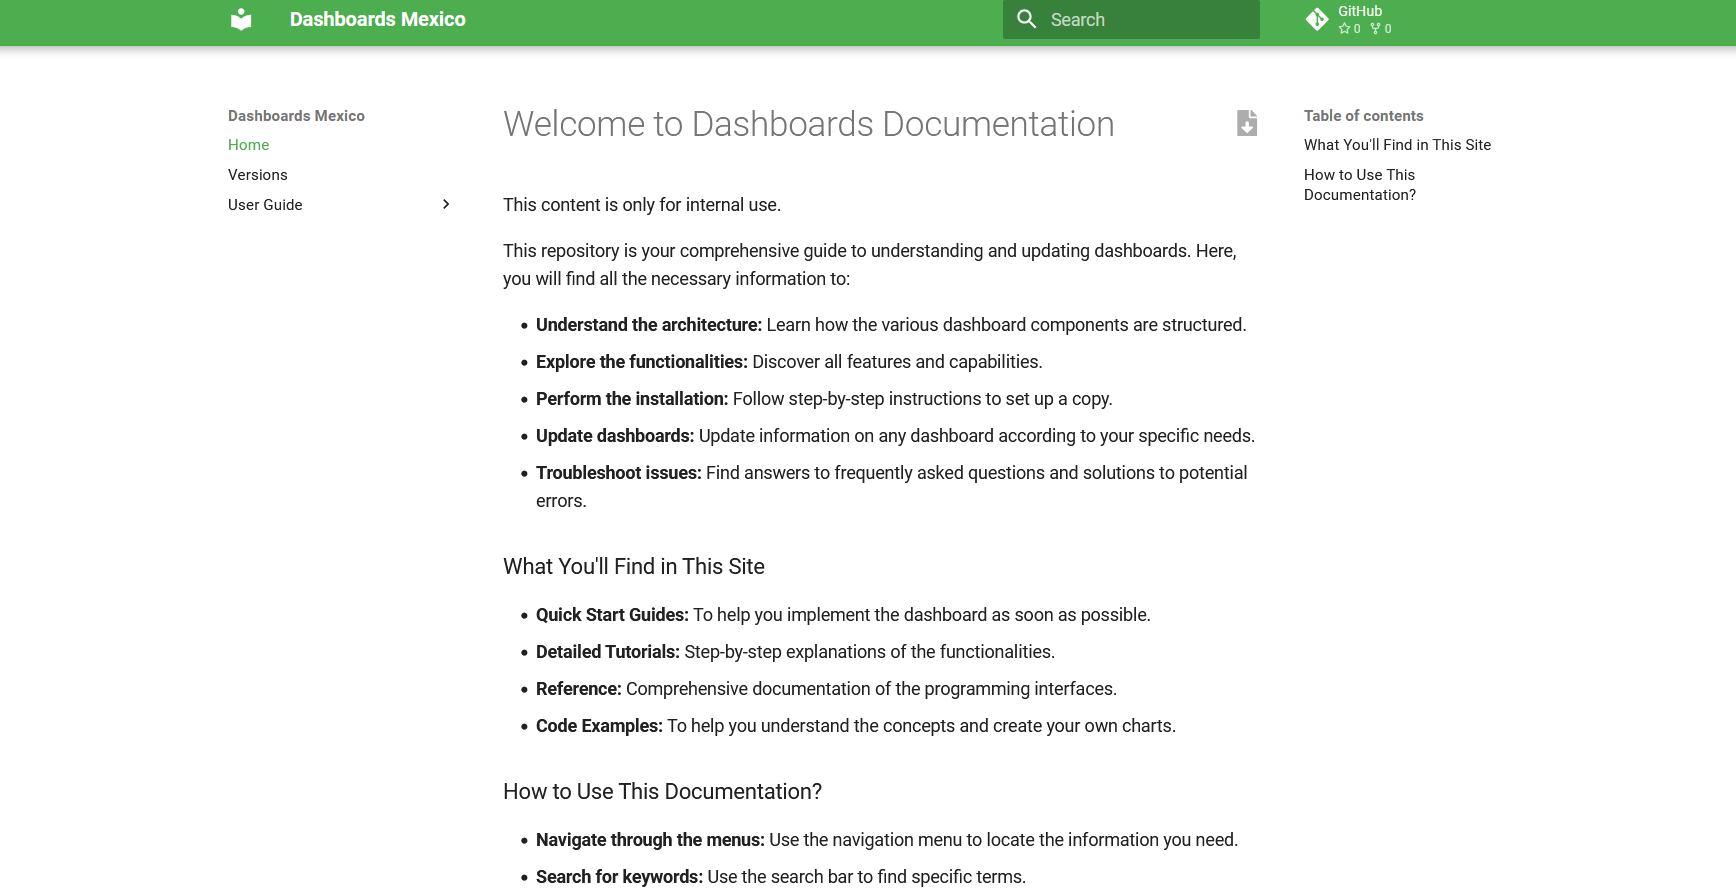 Dashboards Mexico
Search
GitHub
0 0
Dashboards Mexico
Home
Versions
User Guide
Welcome to Dashboards Documentation
This content is only for internal use.
This repository is your comprehensive guide to understanding and updating dashboards. Here,
you will find all the necessary information to:
• Understand the architecture: Learn how the various dashboard components are structured.
• Explore the functionalities: Discover all features and capabilities.
• Perform the installation: Follow step-by-step instructions to set up a copy.
• Update dashboards: Update information on any dashboard according to your specific needs.
• Troubleshoot issues: Find answers to frequently asked questions and solutions to potential
errors.
What You'll Find in This Site
• Quick Start Guides: To help you implement the dashboard as soon as possible.
• Detailed Tutorials: Step-by-step explanations of the functionalities.
• Reference: Comprehensive documentation of the programming interfaces.
• Code Examples: To help you understand the concepts and create your own charts.
How to Use This Documentation?
• Navigate through the menus: Use the navigation menu to locate the information you need.
• Search for keywords: Use the search bar to find specific terms.
Table of contents
What You'll Find in This Site
How to Use This
Documentation?